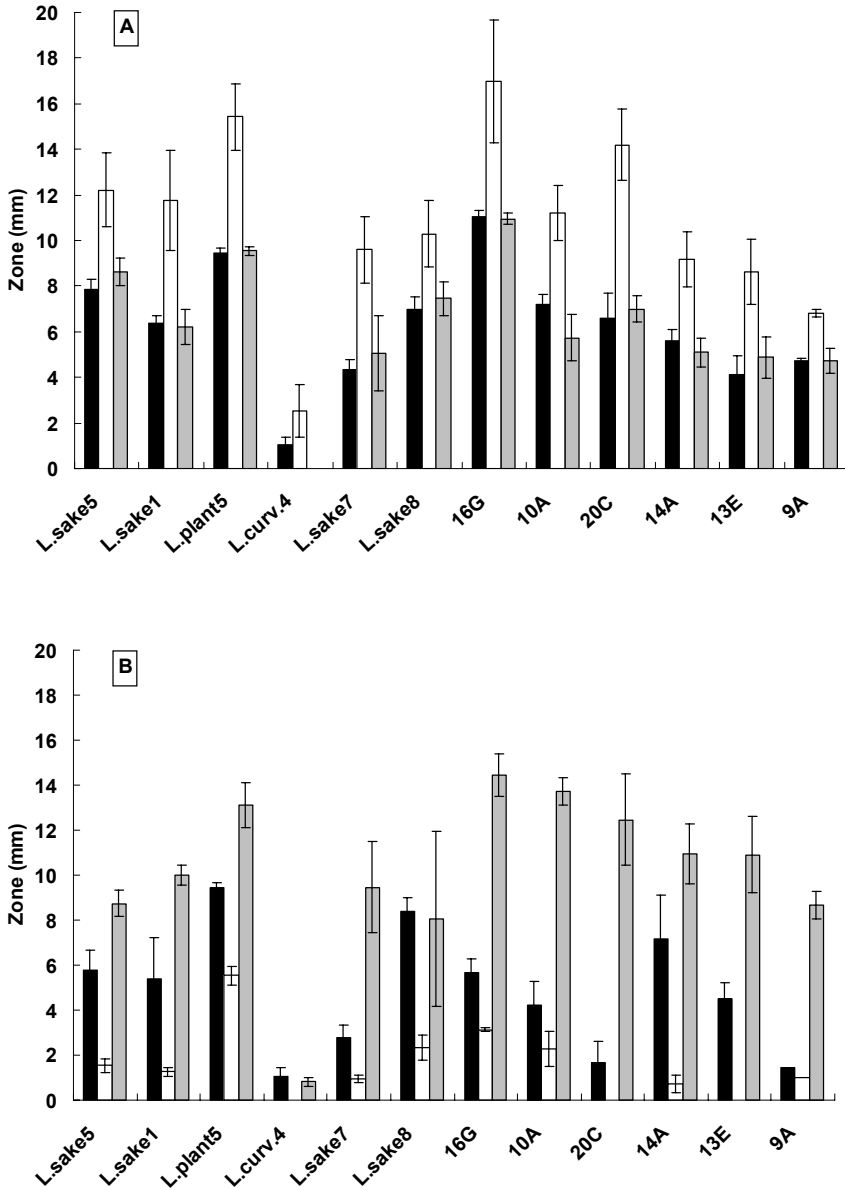 A
Zone (mm)
20
18
16
14
12
10
8
6
4
2
0
L.sake5
L.sake1
L.plant5
L.curv.4
L.sake7
L.sake8
16G
10A
20C
14A
13E
9A
B
Zone (mm)
20
18
16
14
12
10
8
6
4
2
0
L.sake5
L.sake1
L.plant5
L.curv.4
L.sake7
L.sake8
16G
10A
20C
14A
13E
9A